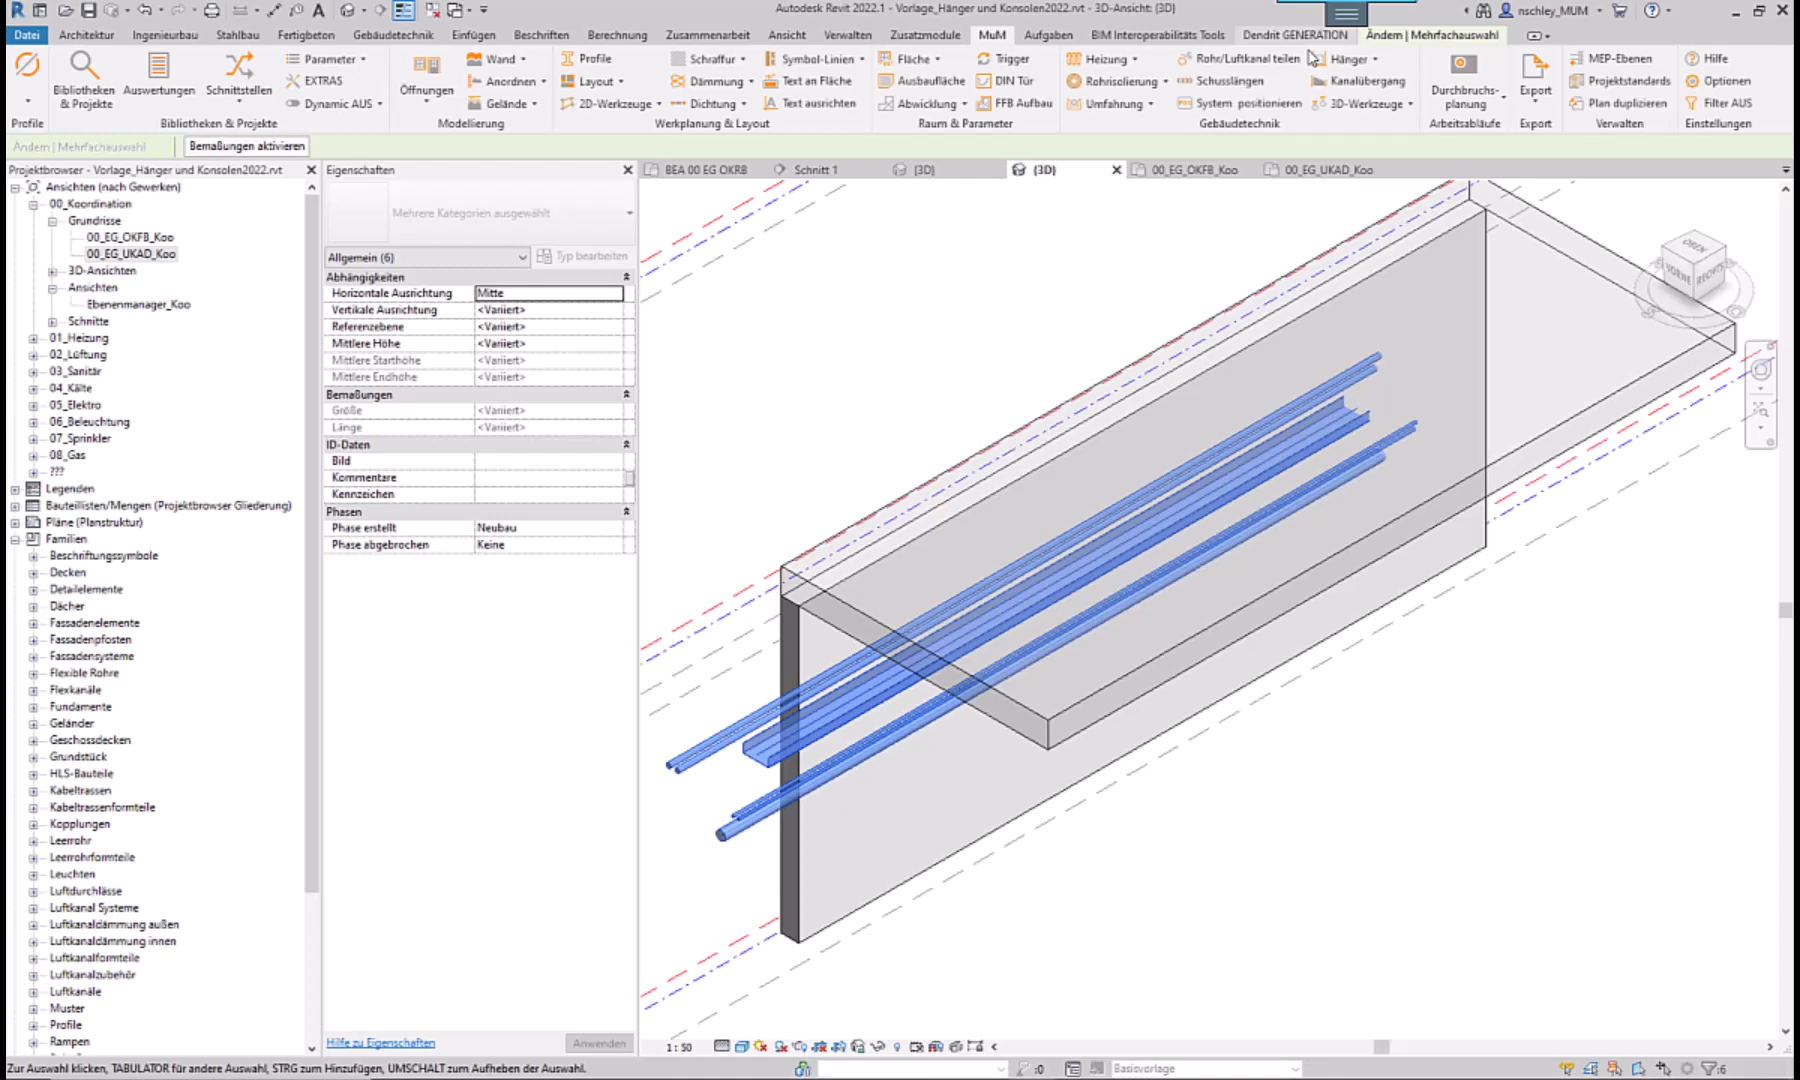 Autodesk Revit 2022.1 - Vorlage_Hänger und Konsolen2022.rvt - 3D-Ansicht: {3D}
nschley_MUM
Datei Architektur Ingenieurbau Stahlbau Fertigbeton Gebäudetechnik Einfügen Beschriften Berechnung Zusammenarbeit Ansicht Verwalten Zusatzmodule MuM Aufgaben BIM Interoperabilitäts Tools Dendrit GENERATION Ändern | Mehrfachauswahl
Parameter Wand Profile Schraffur Symbol-Linien Fläche Trigger Heizung Rohr/Luftkanal teilen Hänger MEP-Ebenen Hilfe
Bibliotheken & Projekte Auswertungen Schnittstellen EXTRAS Öffnungen Anordnen Layout Dämmung Text an Fläche Ausbaufläche DIN Tür Rohrisolierung Schusslängen Kanalübergang Durchbruchs-planung Export Projektstandards Optionen
Dynamic AUS Gelände 2D-Werkzeuge Dichtung Text ausrichten Abwicklung FFB Aufbau Umfahrung System positionieren 3D-Werkzeuge Plan duplizieren Filter AUS
Profile Bibliotheken & Projekte Modellierung Werkplanung & Layout Raum & Parameter Gebäudetechnik Arbeitsabläufe Export Verwalten Einstellungen
Ändern | Mehrfachauswahl Bemaßungen aktivieren
Projektbrowser - Vorlage_Hänger und Konsolen2022.rvt
Ansichten (nach Gewerken)
00_Koordination
Grundrisse
00_EG_OKFB_Koo
00_EG_UKAD_Koo
3D-Ansichten
Ansichten
Ebenenmanager_Koo
Schnitte
01_Heizung
02_Lüftung
03_Sanitär
04_Kälte
05_Elektro
06_Beleuchtung
07_Sprinkler
08_Gas
???
Legenden
Bauteillisten/Mengen (Projektbrowser Gliederung)
Pläne (Planstruktur)
Familien
Beschriftungssymbole
Decken
Detailelemente
Dächer
Fassadenelemente
Fassadenpfosten
Fassadensysteme
Flexible Rohre
Flexkanäle
Fundamente
Geländer
Geschossdecken
Grundstück
HLS-Bauteile
Kabeltrassen
Kabeltrassenformteile
Kopplungen
Leerrohr
Leerrohrformteile
Leuchten
Luftdurchlässe
Luftkanal Systeme
Luftkanaldämmung außen
Luftkanaldämmung innen
Luftkanalformteile
Luftkanalzubehör
Luftkanäle
Muster
Profile
Rampen
Eigenschaften
Mehrere Kategorien ausgewählt
Allgemein (6) Typ bearbeiten
Abhängigkeiten
Horizontale Ausrichtung Mitte
Vertikale Ausrichtung <Variiert>
Referenzebene <Variiert>
Mittlere Höhe <Variiert>
Mittlere Starthöhe <Variiert>
Mittlere Endhöhe <Variiert>
Bemaßungen
Größe <Variiert>
Länge <Variiert>
ID-Daten
Bild
Kommentare
Kennzeichen
Phasen
Phase erstellt Neubau
Phase abgebrochen Keine
Hilfe zu Eigenschaften Anwenden
BEA 00 EG OKRB Schnitt 1 {3D} {3D} 00_EG_OKFB_Koo 00_EG_UKAD_Koo
OBEN
VORNE RECHTS
1 : 50
Zur Auswahl klicken, TABULATOR für andere Auswahl, STRG zum Hinzufügen, UMSCHALT zum Aufheben der Auswahl.
:0 Basisvorlage :6